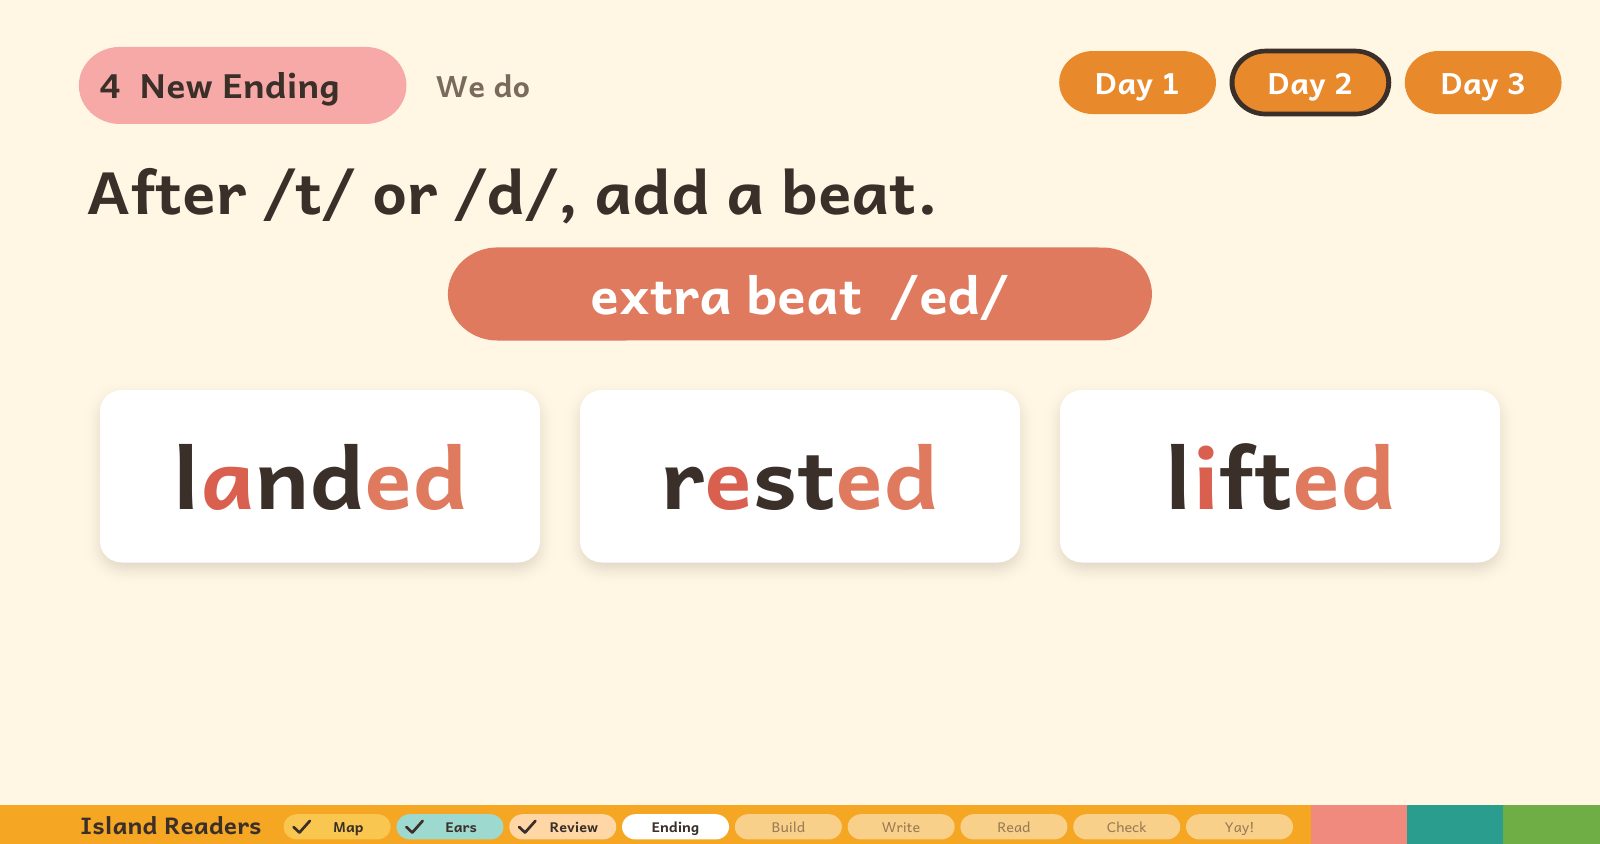 4 New Ending We do Day 1 Day 2 Day 3
After /t/ or /d/, add a beat.
extra beat /ed/
landed rested lifted
Island Readers Map Ears Review Ending Build Write Read Check Yay!